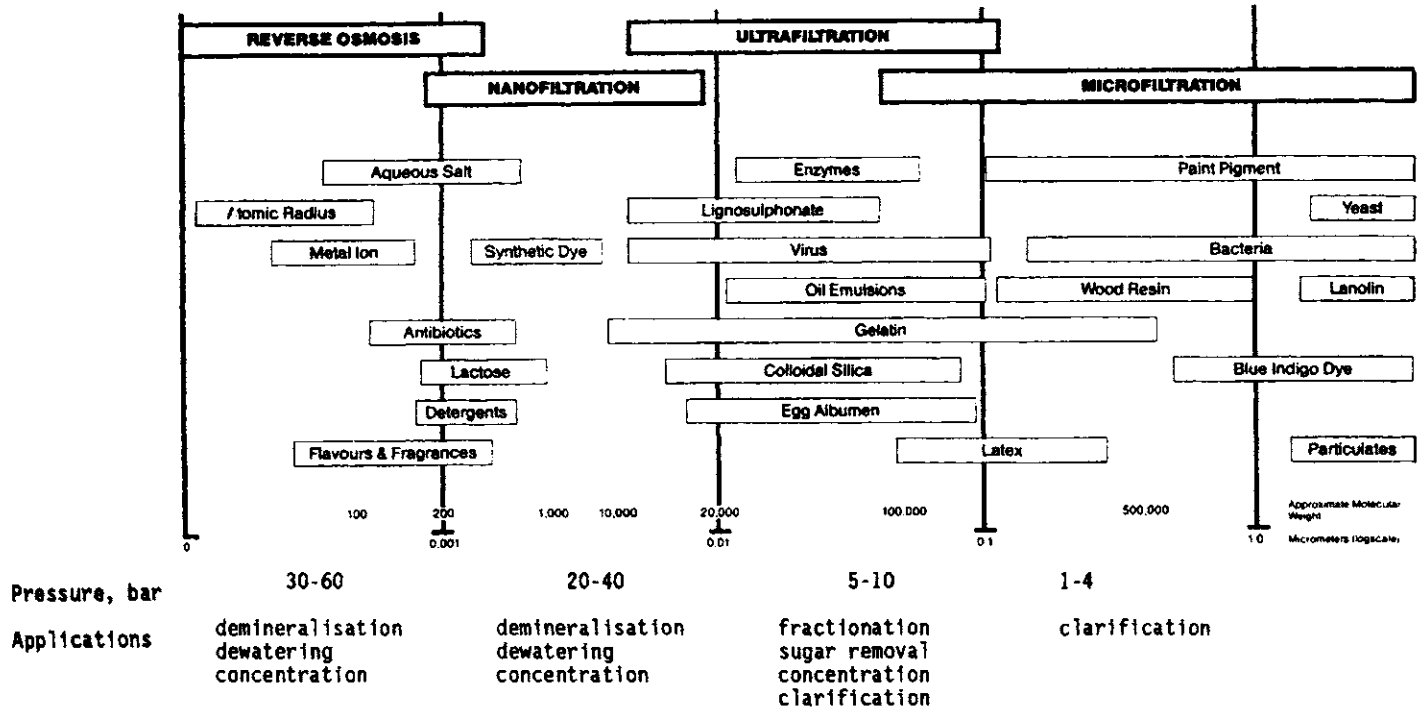 REVERSE OSMOSIS
ULTRAFILTRATION
NANOFILTRATION
MICROFILTRATION
Aqueous Salt
Enzymes
Paint Pigment
/tomic Radius
Lignosulphonate
Yeast
Metal Ion
Synthetic Dye
Virus
Bacteria
Oil Emulsions
Wood Resin
Lanolin
Antibiotics
Gelatin
Lactose
Colloidal Silica
Blue Indigo Dye
Detergents
Egg Albumen
Flavours & Fragrances
Latex
Particulates
100 200 1,000 10,000 20,000 100,000 500,000 Approximate Molecular
Weight
0 0.001 0.01 0.1 1.0 Micrometers (logscale)
Pressure, bar 30-60 20-40 5-10 1-4
Applications demineralisation demineralisation fractionation clarification
dewatering dewatering sugar removal
concentration concentration concentration
clarification